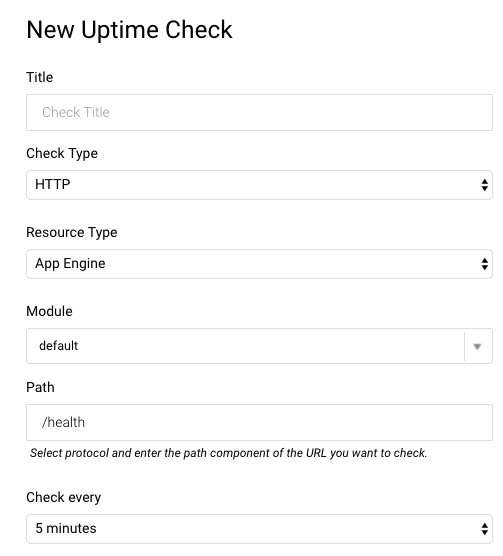 New Uptime Check
Title
Check Title
Check Type
HTTP
Resource Type
App Engine
Module
default
Path
/health
Select protocol and enter the path component of the URL you want to check.
Check every
5 minutes